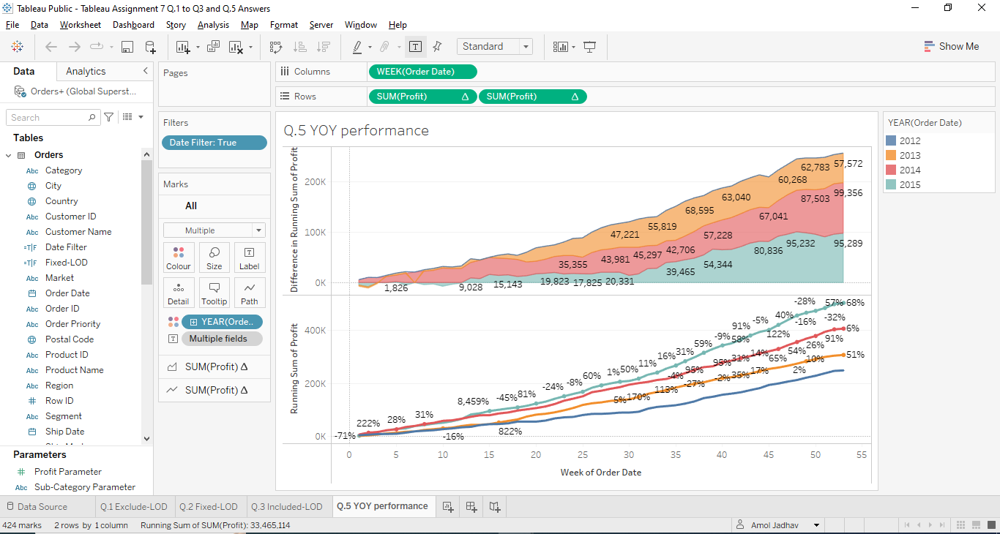 Tableau Public - Tableau Assignment 7 Q.1 to Q3 and Q.5 Answers
File Data Worksheet Dashboard Story Analysis Map Format Server Window Help
Standard
Show Me
Data Analytics
Orders+ (Global Superst...
Search
Tables
Orders
Abc Category
City
Country
Abc Customer ID
Abc Customer Name
=T|F Date Filter
=T|F Fixed-LOD
Abc Market
Order Date
Abc Order ID
Abc Order Priority
Postal Code
Abc Product ID
Abc Product Name
Abc Region
# Row ID
Abc Segment
Ship Date
Parameters
# Profit Parameter
Abc Sub-Category Parameter
Pages
Filters
Date Filter: True
Marks
All
Multiple
Colour Size Label
Detail Tooltip Path
YEAR(Orde..
Multiple fields
SUM(Profit) Δ
SUM(Profit) Δ
Columns WEEK(Order Date)
Rows SUM(Profit) Δ SUM(Profit) Δ
Q.5 YOY performance
Difference in Running Sum of Profit
200K
100K
0K
57,572
62,783
60,268
63,040
99,356
87,503
68,595
67,041
55,819
47,221
57,228
95,232 95,289
80,836
42,706
45,297
43,981
35,355
54,344
39,465
20,331
17,825
19,823
15,143
9,028
1,826
Running Sum of Profit
400K
200K
0K
-28% 57% 68%
40% -16% -32%
91% -5%
-9% 58% 122% 91% 6%
59% 26%
31% 54%
16% 95% 31% 14% 65% 10% 51%
11% 95%
1% 50% -4% -27% -2% 35% 17% 2%
60% 113%
-8% 5% 170%
-24%
81%
-45%
8,459%
31%
28%
222%
822%
-16%
-71%
0 5 10 15 20 25 30 35 40 45 50 55
Week of Order Date
YEAR(Order Date)
2012
2013
2014
2015
Data Source Q.1 Exclude-LOD Q.2 Fixed-LOD Q.3 Included-LOD Q.5 YOY performance
424 marks 2 rows by 1 column Running Sum of SUM(Profit): 33,465,114
Amol Jadhav